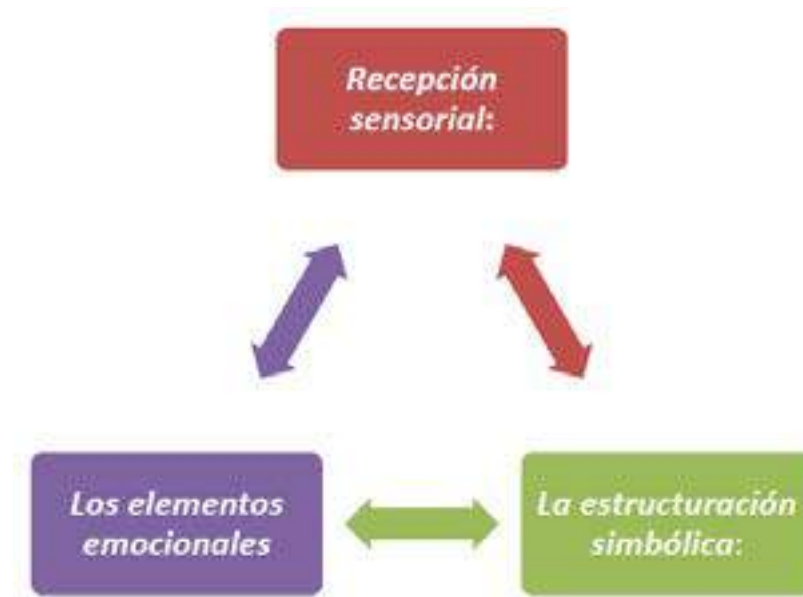 Recepción
sensorial:
Los elementos
emocionales
La estructuración
simbólica: